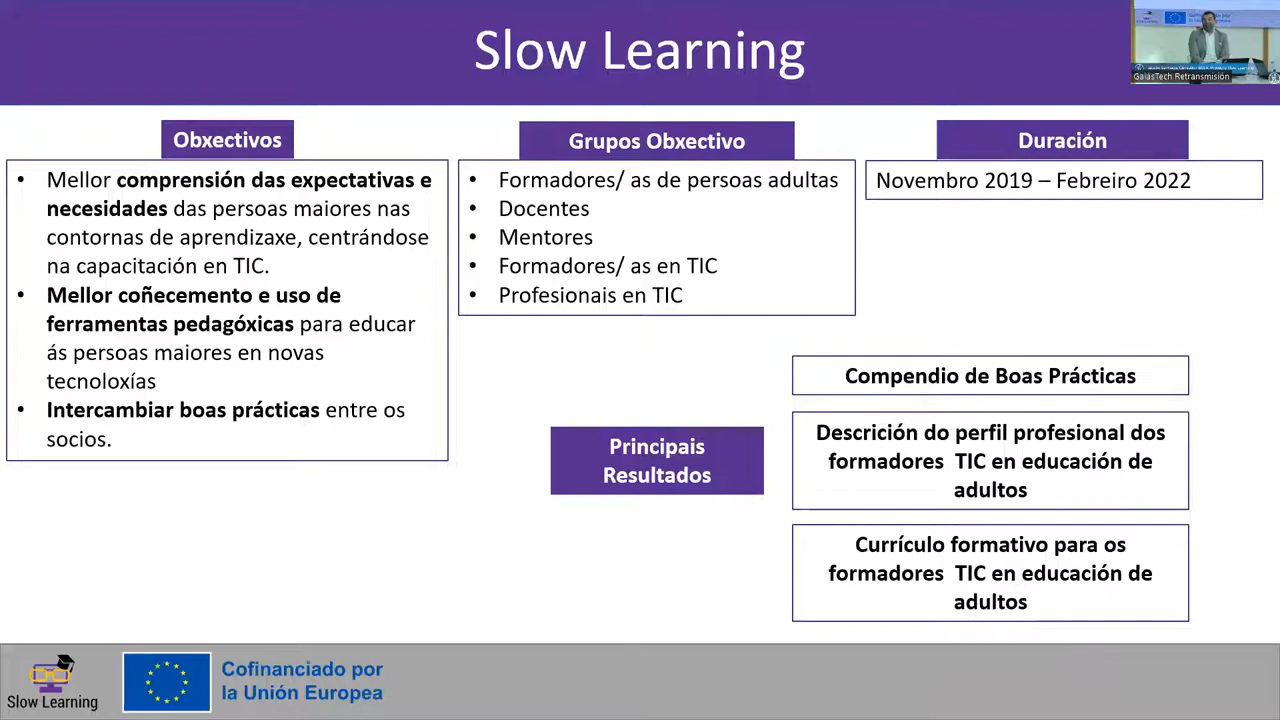 Slow Learning
GaiásTech Retransmisión
Obxectivos
• Mellor comprensión das expectativas e
necesidades das persoas maiores nas
contornas de aprendizaxe, centrándose
na capacitación en TIC.
• Mellor coñecemento e uso de
ferramentas pedagóxicas para educar
ás persoas maiores en novas
tecnoloxías
• Intercambiar boas prácticas entre os
socios.
Grupos Obxectivo
• Formadores/ as de persoas adultas
• Docentes
• Mentores
• Formadores/ as en TIC
• Profesionais en TIC
Duración
Novembro 2019 – Febreiro 2022
Principais
Resultados
Compendio de Boas Prácticas
Descrición do perfil profesional dos
formadores TIC en educación de
adultos
Currículo formativo para os
formadores TIC en educación de
adultos
Slow Learning
Cofinanciado por
la Unión Europea